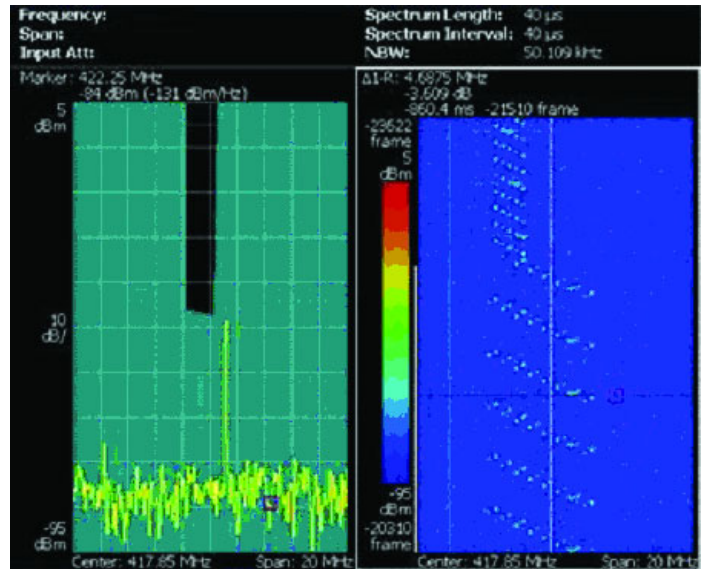 Frequency:
Span:
Input Att:
Spectrum Length: 40 µs
Spectrum Interval: 40 µs
NBW: 50.109 kHz
Marker: 422.25 MHz
-84 dBm (-131 dBm/Hz)
5
dBm
10
dB/
-95
dBm
Center: 417.85 MHz Span: 20 MHz
Δ1-R: 4.6875 MHz
-3.609 dB
-860.4 ms -21510 frame
-23622
frame
5
dBm
-95
dBm
-20310
frame
Center: 417.85 MHz Span: 20 MHz